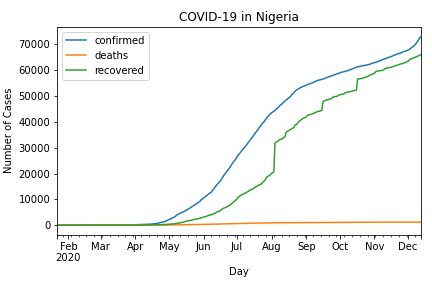 COVID-19 in Nigeria
confirmed
deaths
recovered
Number of Cases
70000
60000
50000
40000
30000
20000
10000
0
Feb Mar Apr May Jun Jul Aug Sep Oct Nov Dec
2020
Day